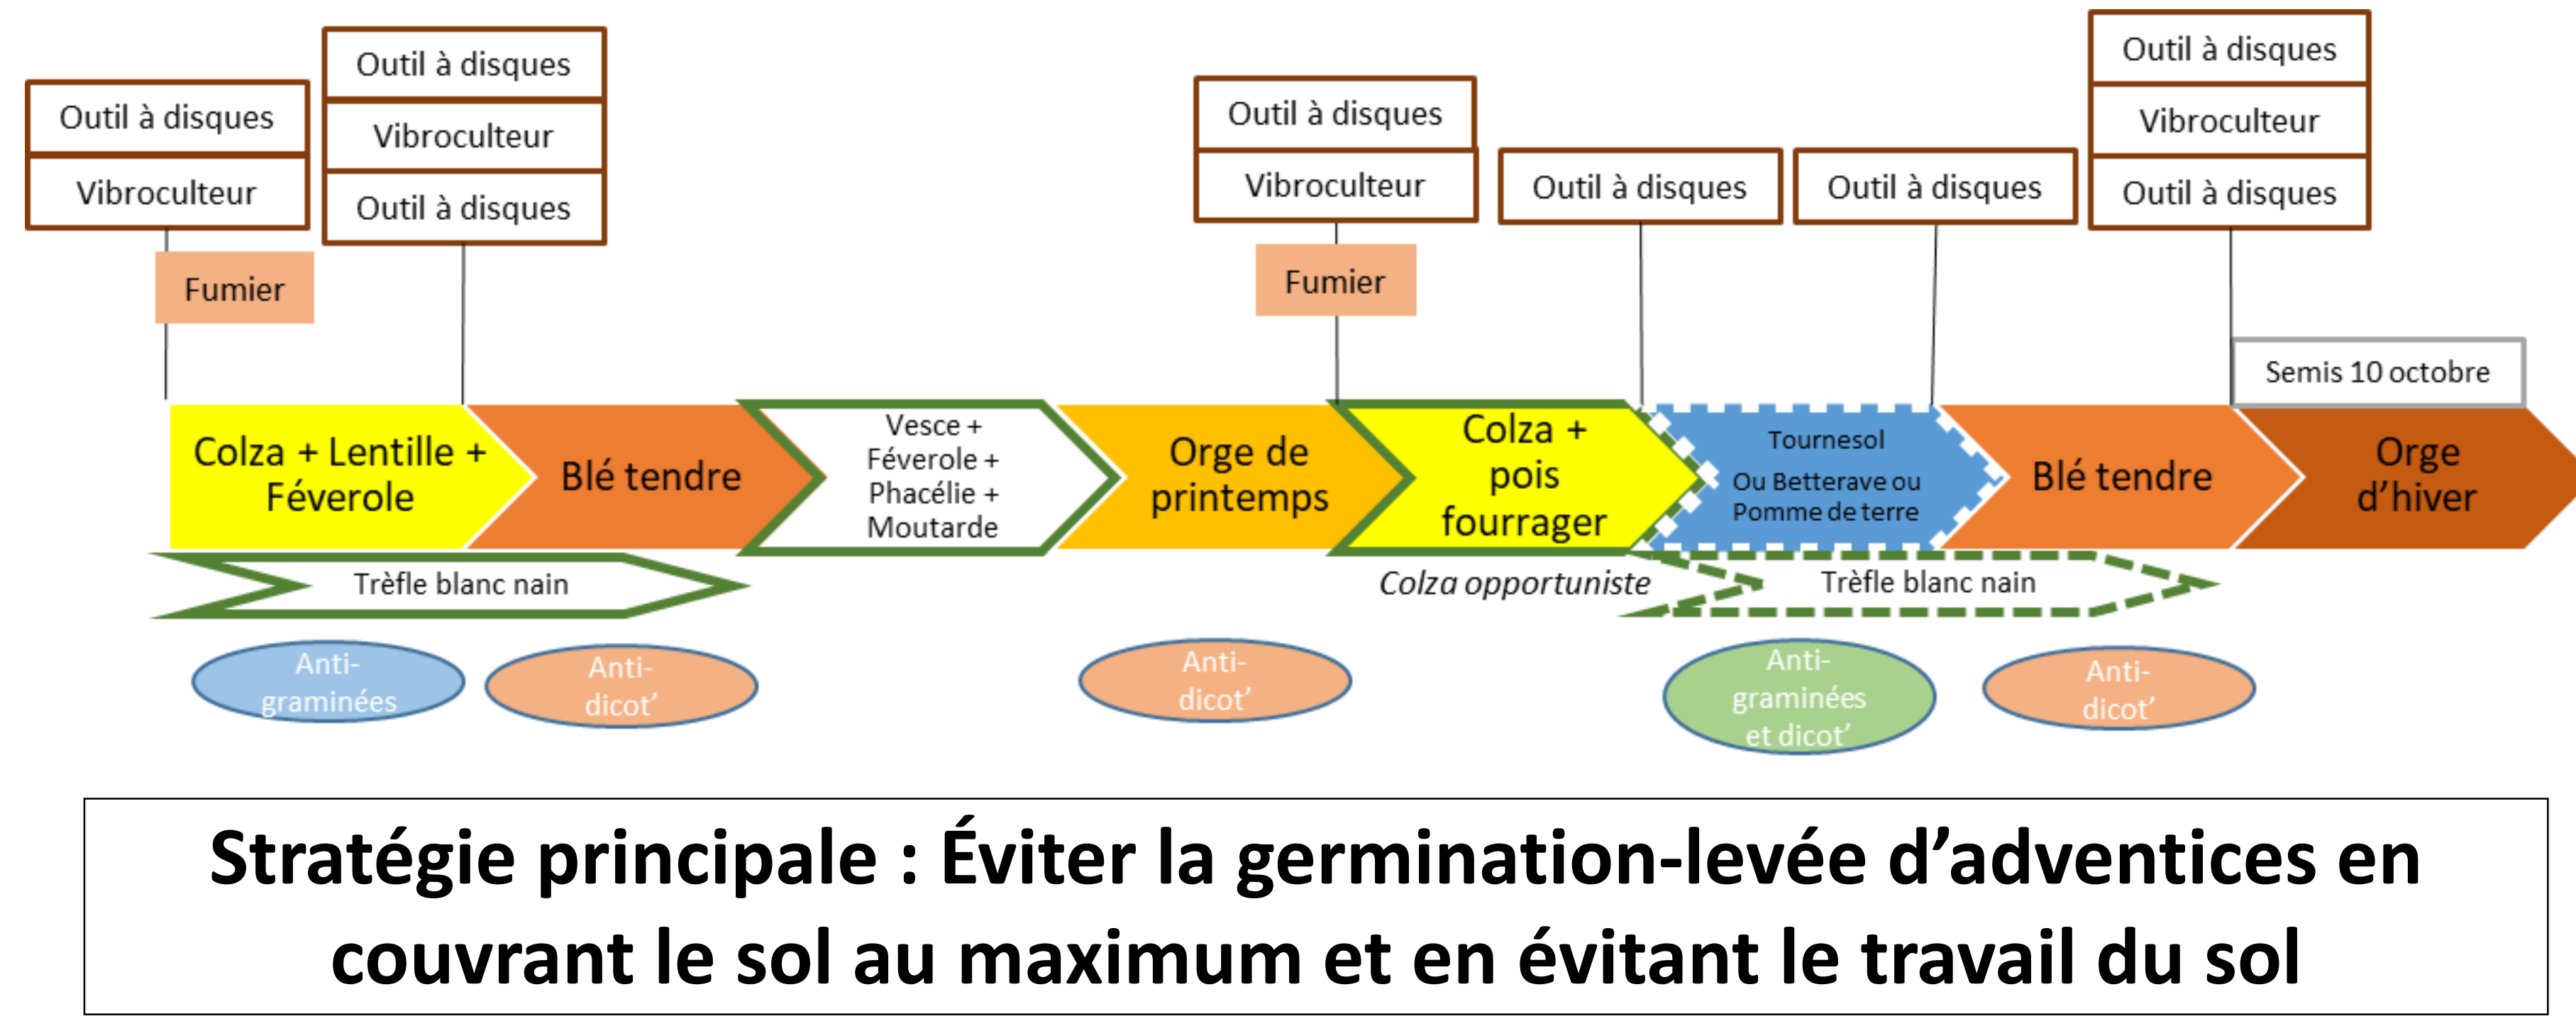 Outil à disques
Vibroculteur
Fumier
Outil à disques
Vibroculteur
Outil à disques
Outil à disques
Vibroculteur
Fumier
Outil à disques
Outil à disques
Outil à disques
Vibroculteur
Outil à disques
Semis 10 octobre
Colza + Lentille +
Féverole
Blé tendre
Vesce +
Féverole +
Phacélie +
Moutarde
Orge de
printemps
Colza +
pois
fourrager
Tournesol
Ou Betterave ou
Pomme de terre
Blé tendre
Orge
d’hiver
Trèfle blanc nain
Colza opportuniste
Trèfle blanc nain
Anti-
graminées
Anti-
dicot’
Anti-
dicot’
Anti-
graminées
et dicot’
Anti-
dicot’
Stratégie principale : Éviter la germination-levée d’adventices en
couvrant le sol au maximum et en évitant le travail du sol